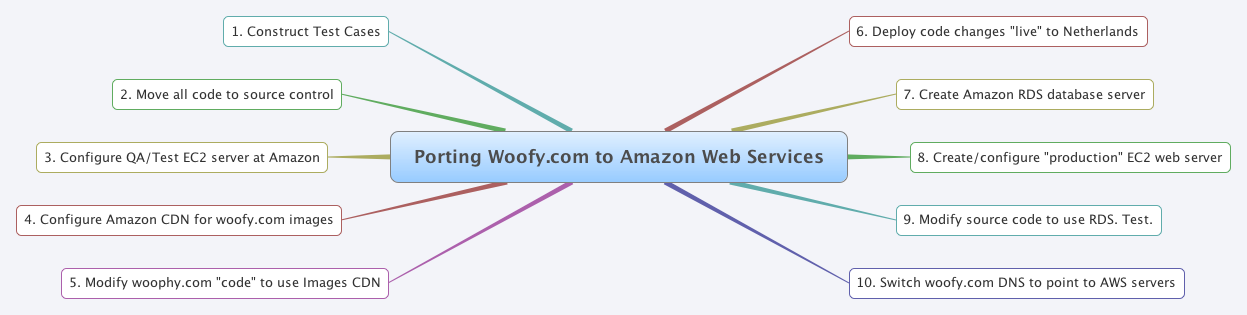 1. Construct Test Cases
2. Move all code to source control
3. Configure QA/Test EC2 server at Amazon
4. Configure Amazon CDN for woofy.com images
5. Modify woophy.com "code" to use Images CDN
Porting Woofy.com to Amazon Web Services
6. Deploy code changes "live" to Netherlands
7. Create Amazon RDS database server
8. Create/configure "production" EC2 web server
9. Modify source code to use RDS. Test.
10. Switch woofy.com DNS to point to AWS servers